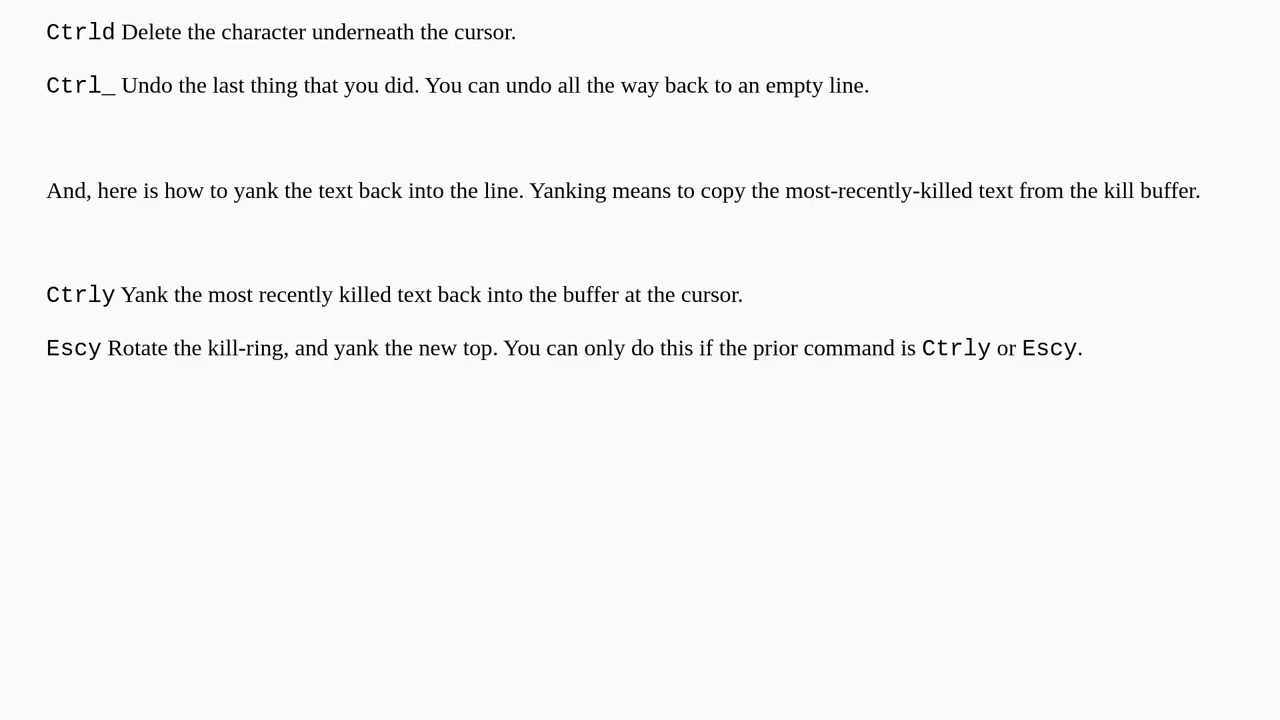 Ctrld Delete the character underneath the cursor.
Ctrl_ Undo the last thing that you did. You can undo all the way back to an empty line.
And, here is how to yank the text back into the line. Yanking means to copy the most-recently-killed text from the kill buffer.
Ctrly Yank the most recently killed text back into the buffer at the cursor.
Escy Rotate the kill-ring, and yank the new top. You can only do this if the prior command is Ctrly or Escy.